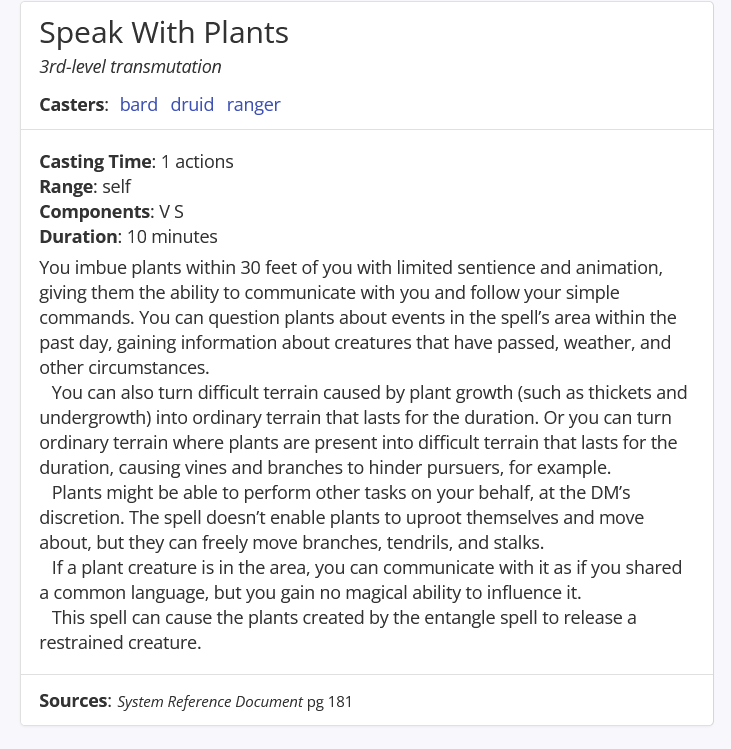 Speak With Plants
3rd-level transmutation
Casters: bard druid ranger
Casting Time: 1 actions
Range: self
Components: V S
Duration: 10 minutes
You imbue plants within 30 feet of you with limited sentience and animation,
giving them the ability to communicate with you and follow your simple
commands. You can question plants about events in the spell’s area within the
past day, gaining information about creatures that have passed, weather, and
other circumstances.
You can also turn difficult terrain caused by plant growth (such as thickets and
undergrowth) into ordinary terrain that lasts for the duration. Or you can turn
ordinary terrain where plants are present into difficult terrain that lasts for the
duration, causing vines and branches to hinder pursuers, for example.
Plants might be able to perform other tasks on your behalf, at the DM’s
discretion. The spell doesn’t enable plants to uproot themselves and move
about, but they can freely move branches, tendrils, and stalks.
If a plant creature is in the area, you can communicate with it as if you shared
a common language, but you gain no magical ability to influence it.
This spell can cause the plants created by the entangle spell to release a
restrained creature.
Sources: System Reference Document pg 181